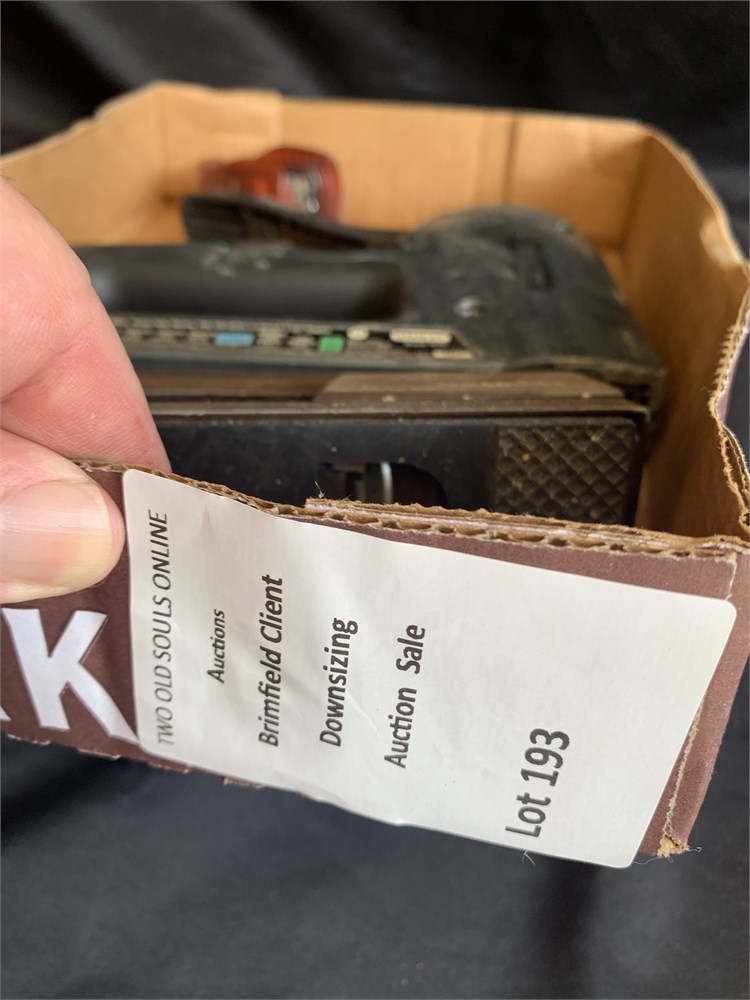 TWO OLD SOULS ONLINE
Auctions
Brimfield Client
Downsizing
Auction Sale
Lot 193
K